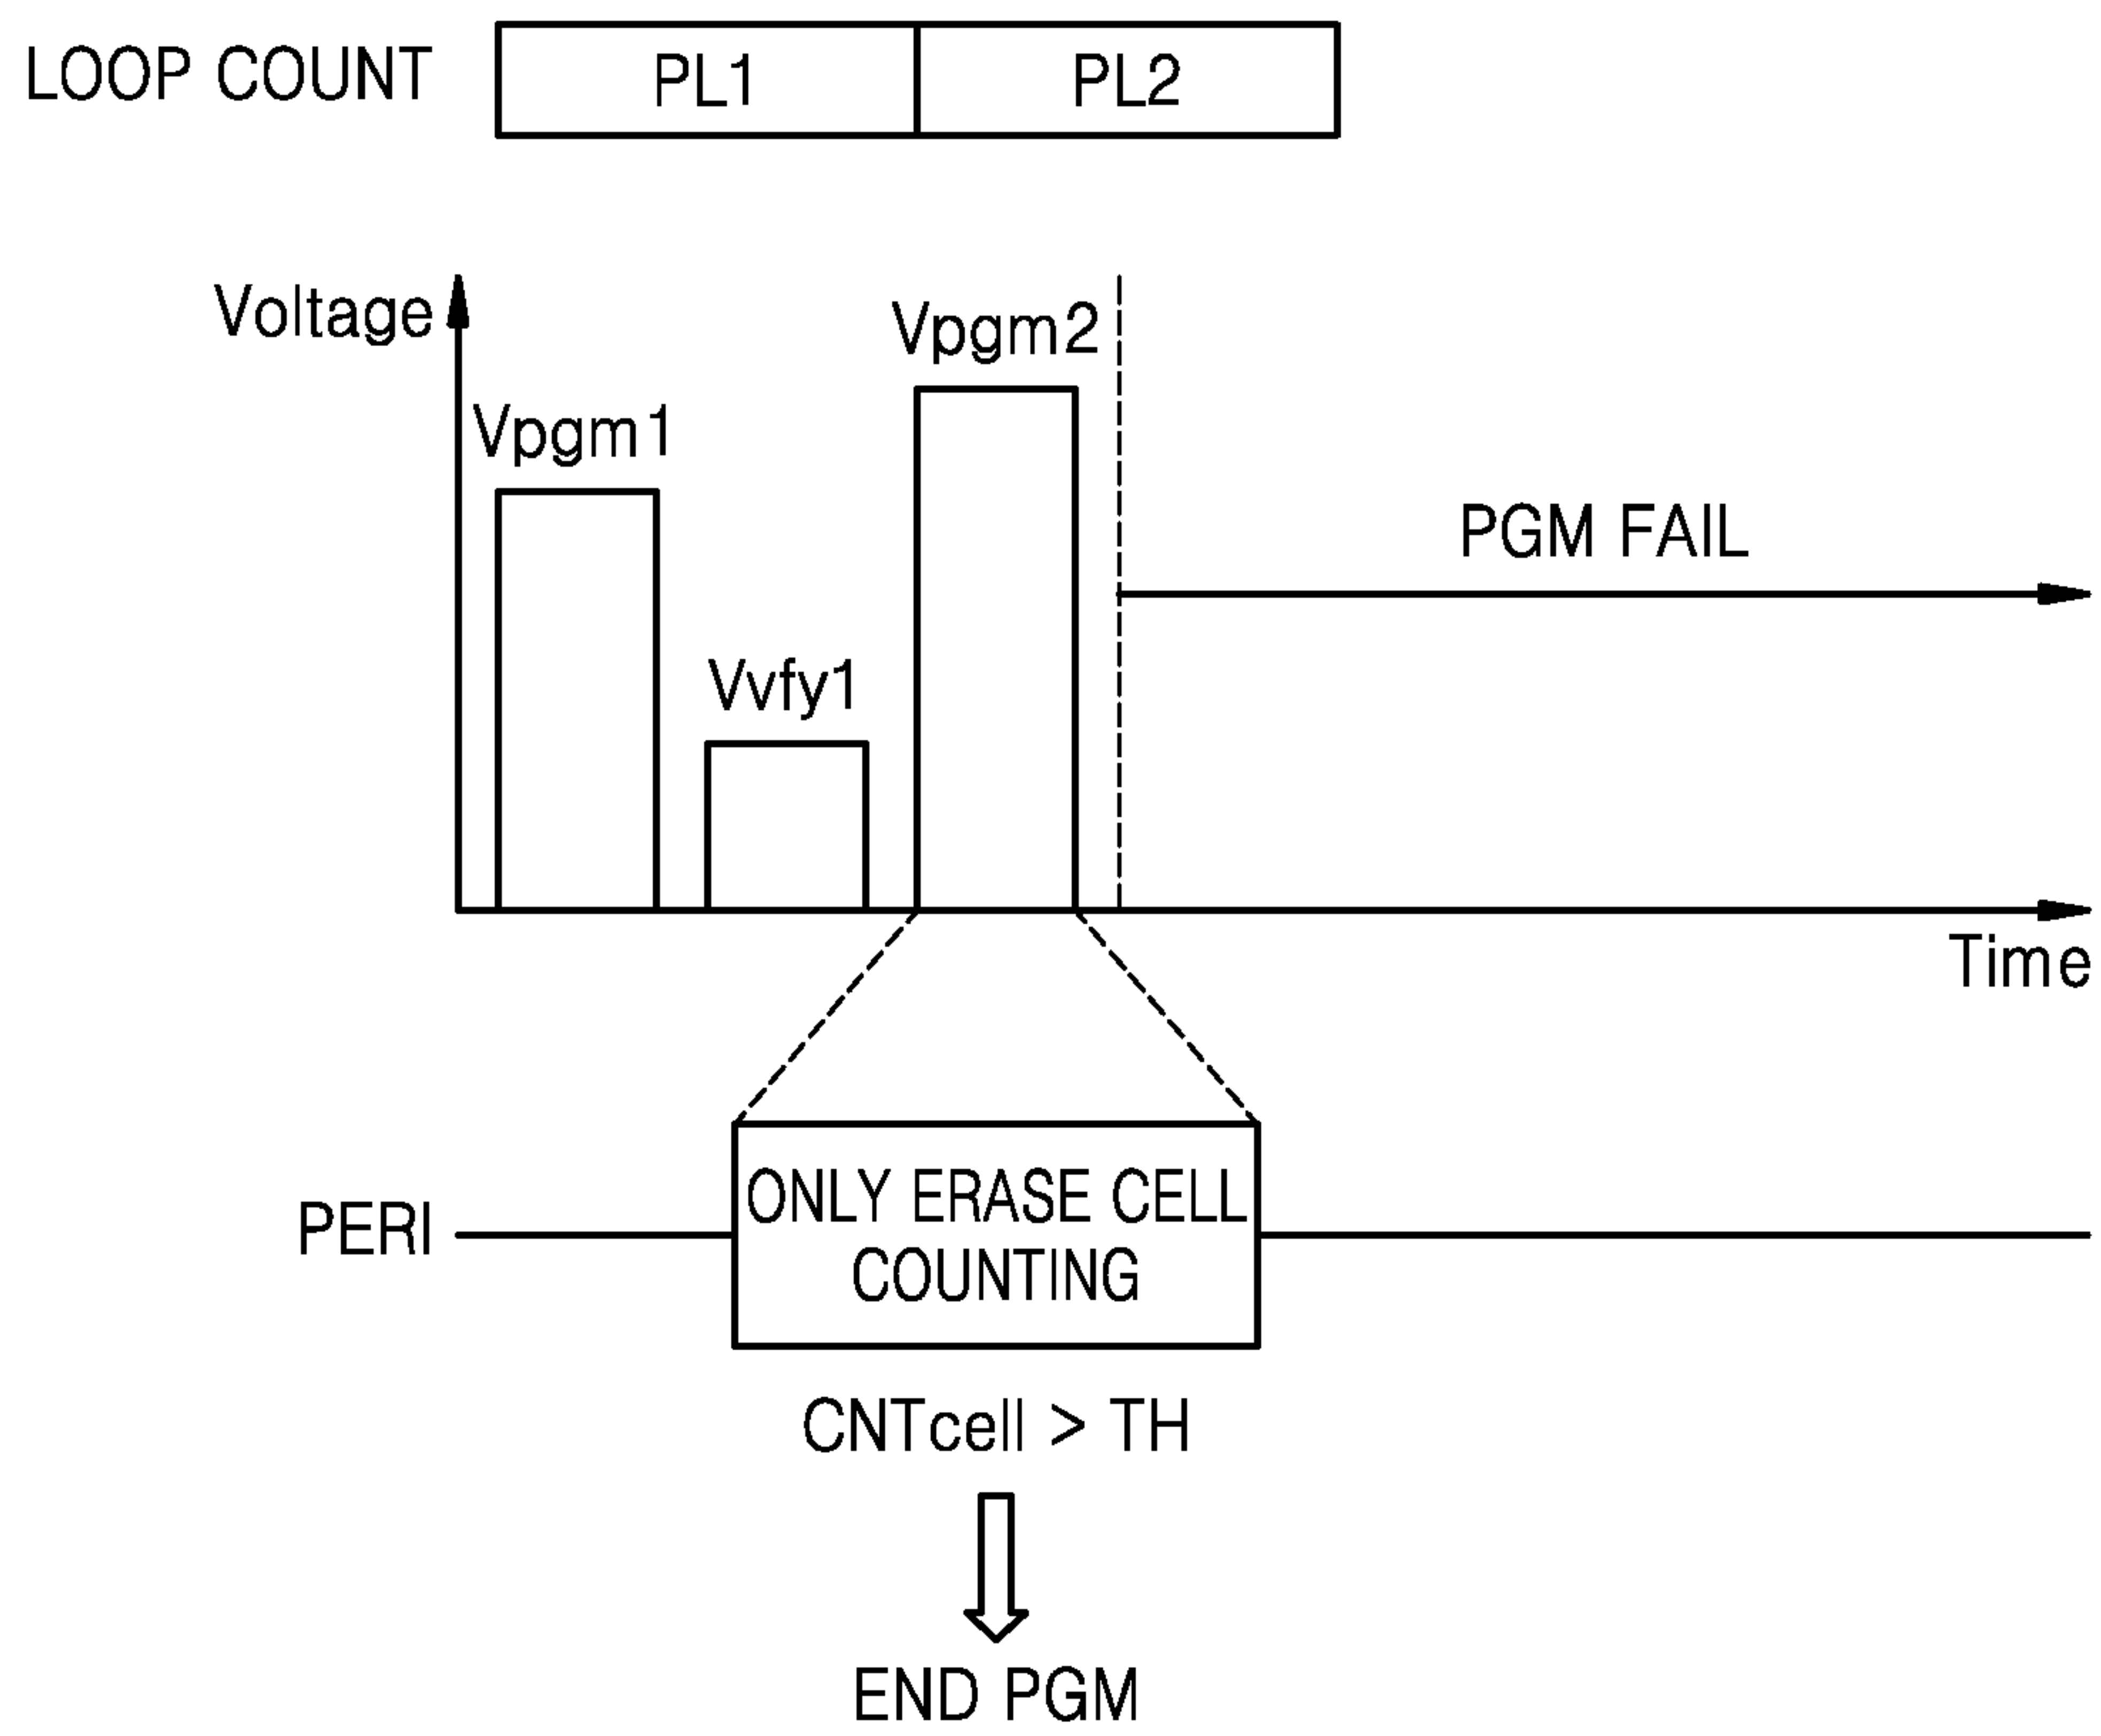 LOOP COUNT PL1 PL2
Voltage
Vpgm1
Vvfy1
Vpgm2
PGM FAIL
Time
PERI
ONLY ERASE CELL
COUNTING
CNTcell > TH
END PGM